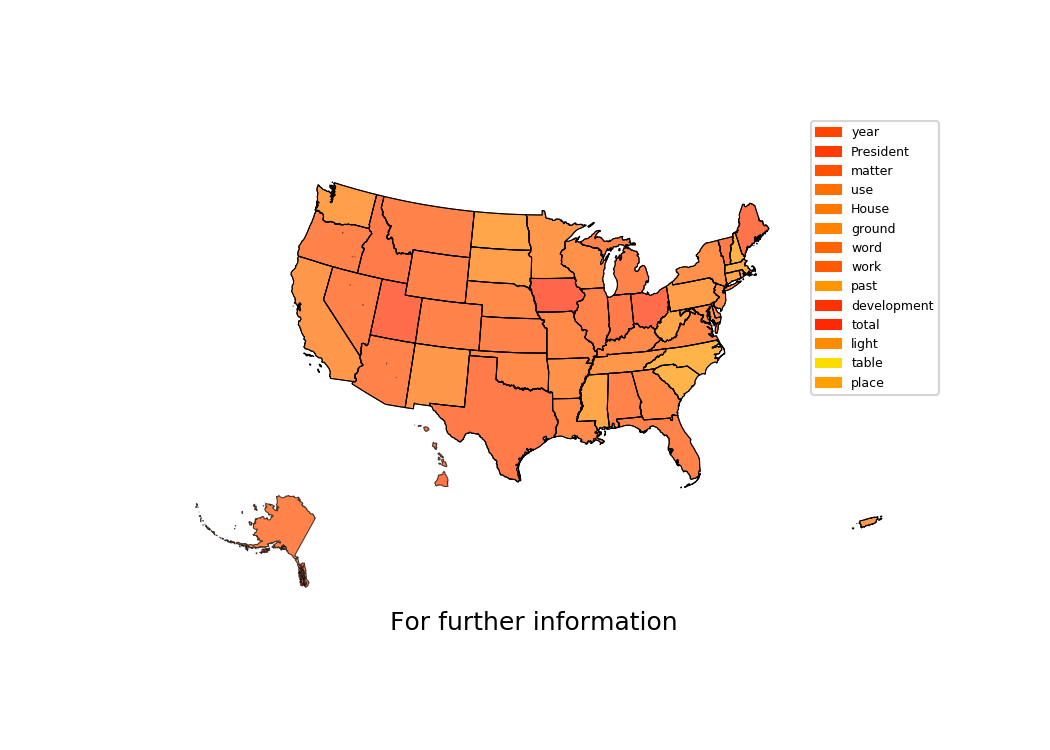 year
President
matter
use
House
ground
word
work
past
development
total
light
table
place
For further information